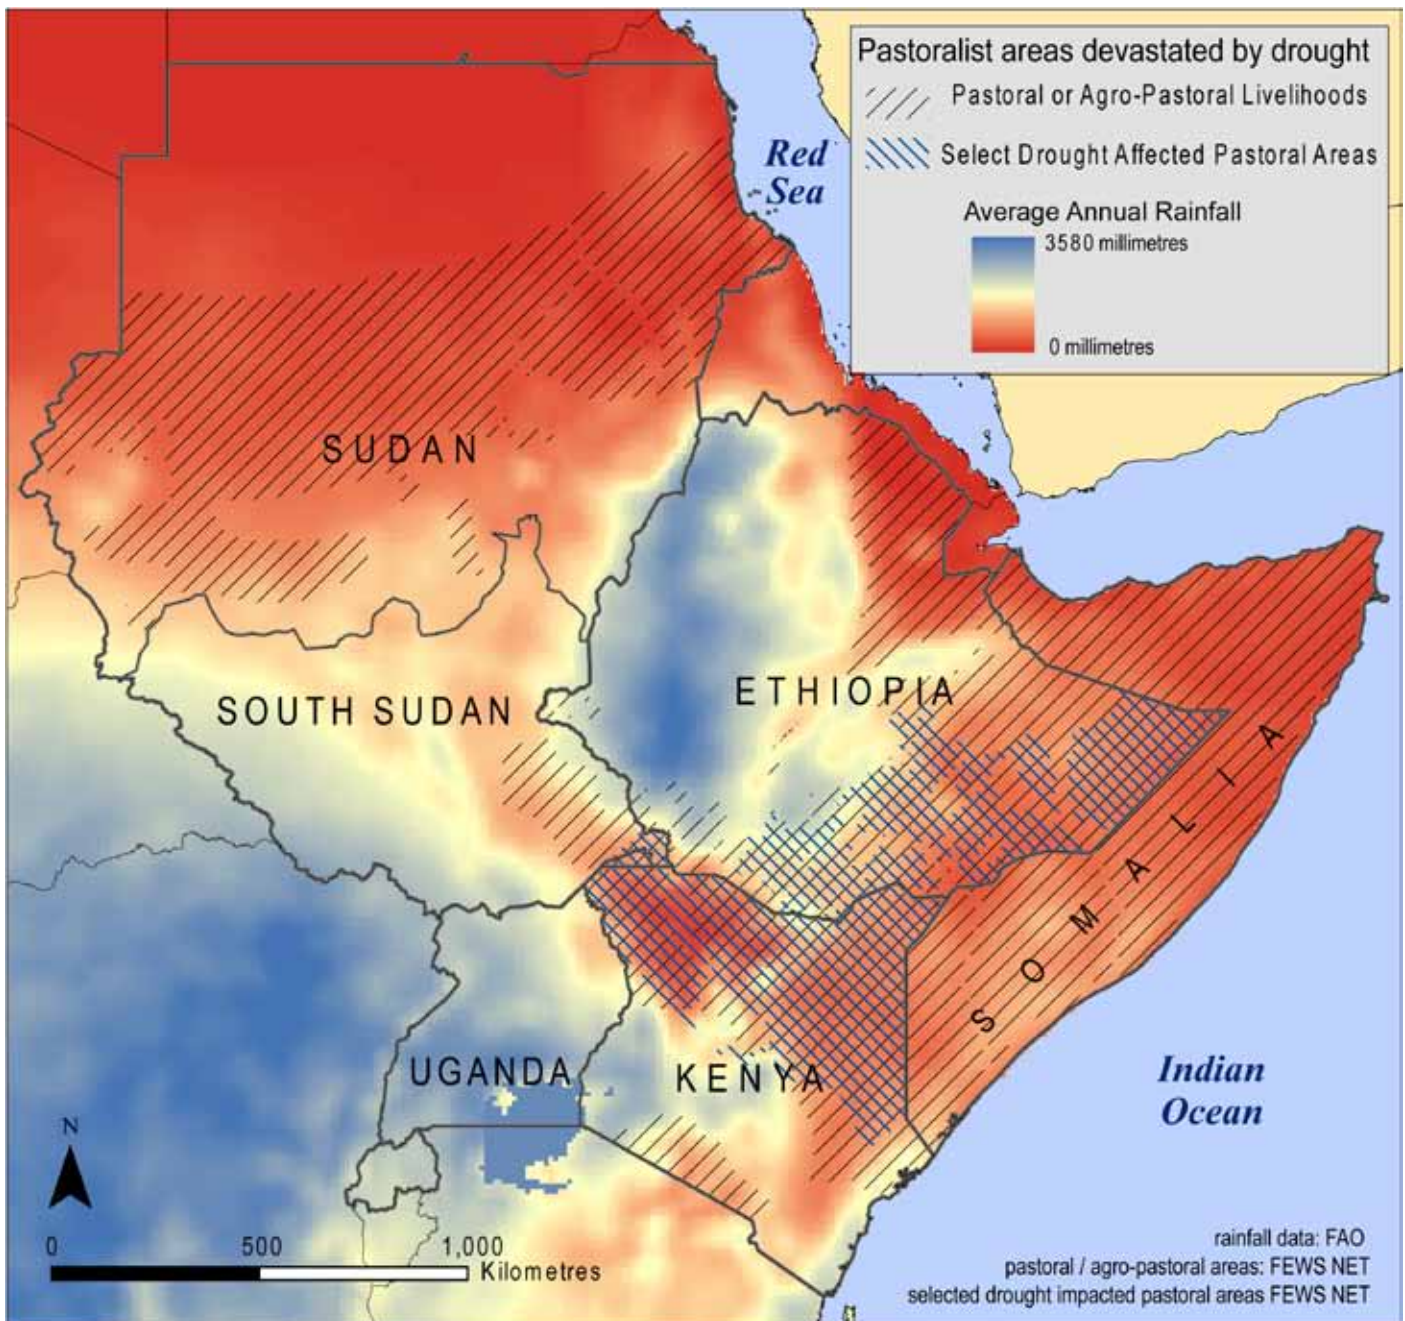 Pastoralist areas devastated by drought
Pastoral or Agro-Pastoral Livelihoods
Select Drought Affected Pastoral Areas
Average Annual Rainfall
3580 millimetres
0 millimetres
Red
Sea
SUDAN
SOUTH SUDAN
ETHIOPIA
SOMALIA
UGANDA
KENYA
Indian
Ocean
N
0 500 1,000
Kilometres
rainfall data: FAO
pastoral / agro-pastoral areas: FEWS NET
selected drought impacted pastoral areas FEWS NET